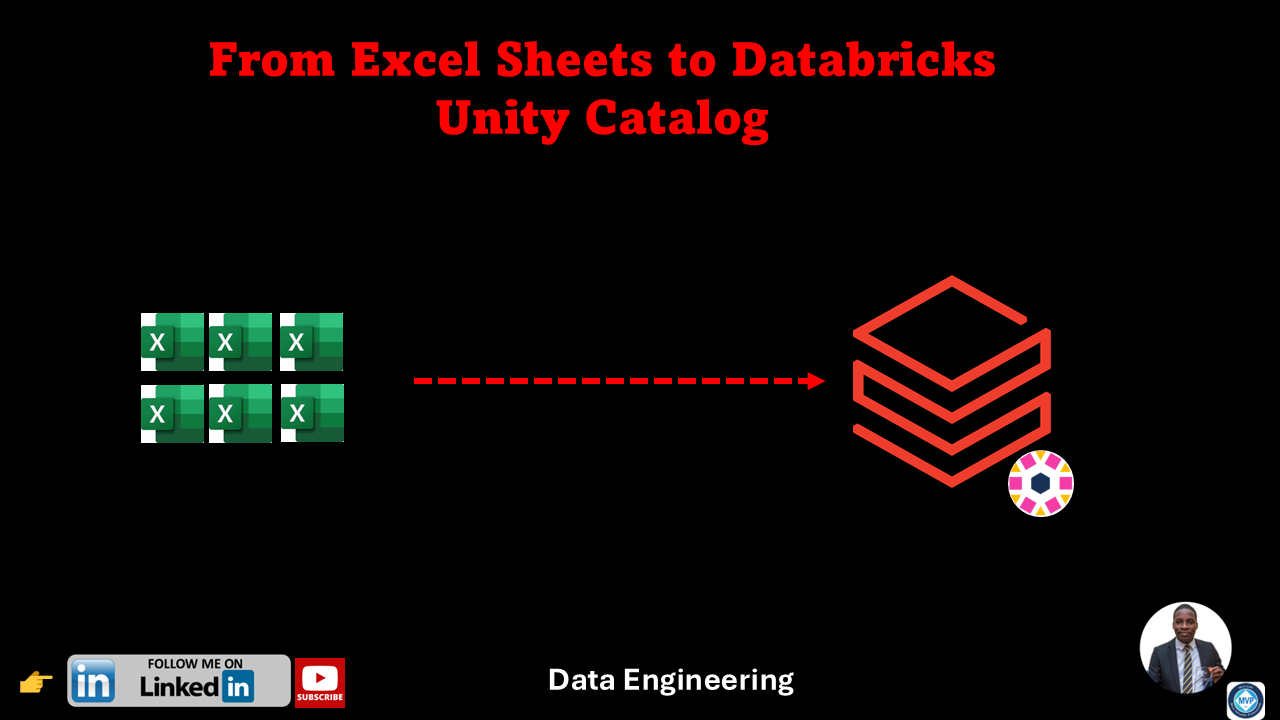 From Excel Sheets to Databricks
Unity Catalog
X X X
X X X
in
FOLLOW ME ON
Linked in
SUBSCRIBE
Data Engineering
MVP